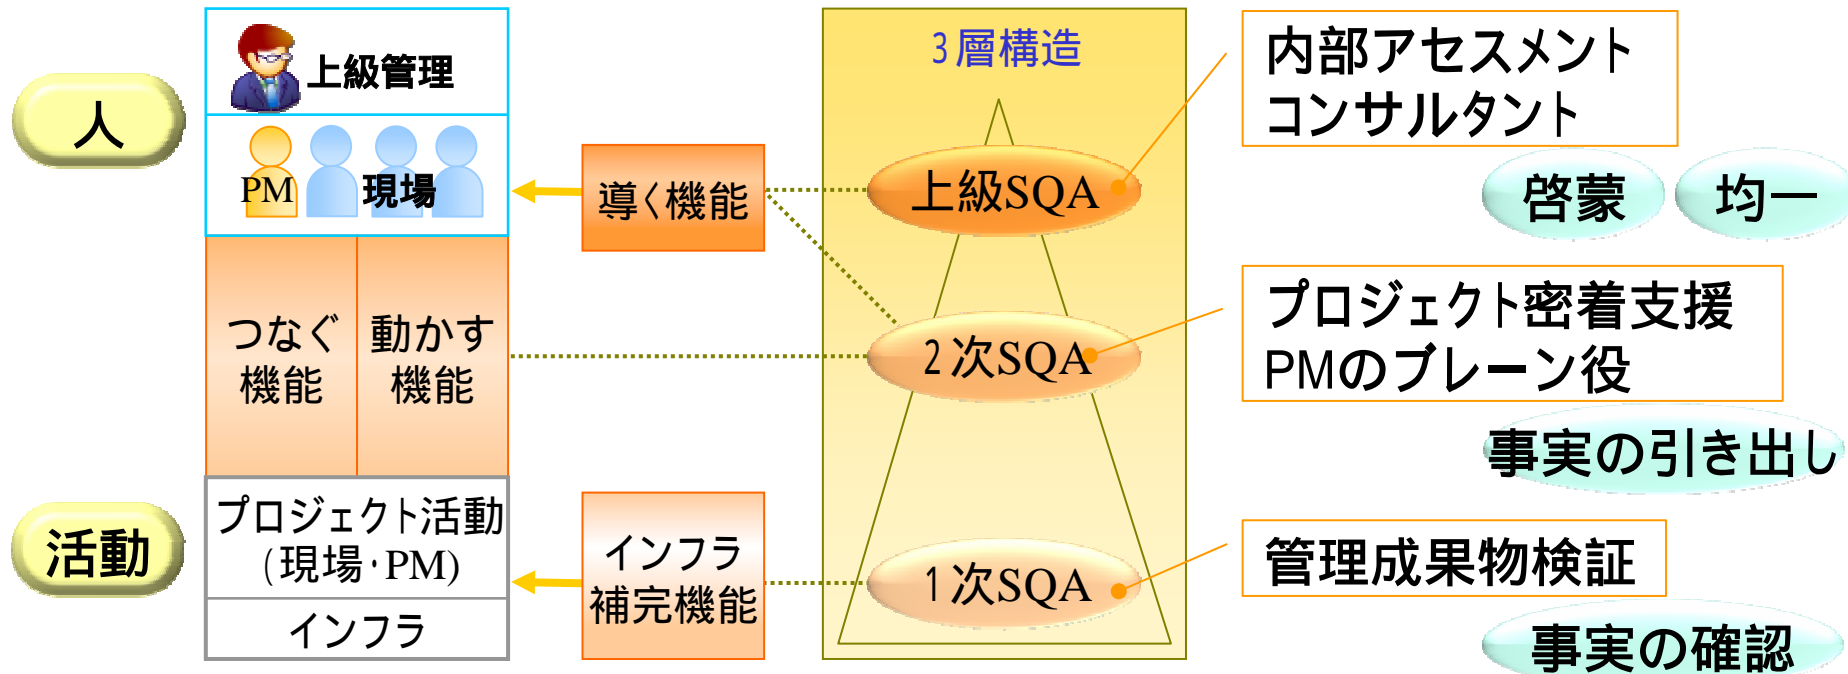 人
上級管理
PM
現場
つなぐ
機能
動かす
機能
活動
プロジェクト活動
(現場・PM)
インフラ
導く機能
インフラ
補完機能
3層構造
上級SQA
2次SQA
1次SQA
内部アセスメント
コンサルタント
啓蒙
均一
プロジェクト密着支援
PMのブレーン役
事実の引き出し
管理成果物検証
事実の確認